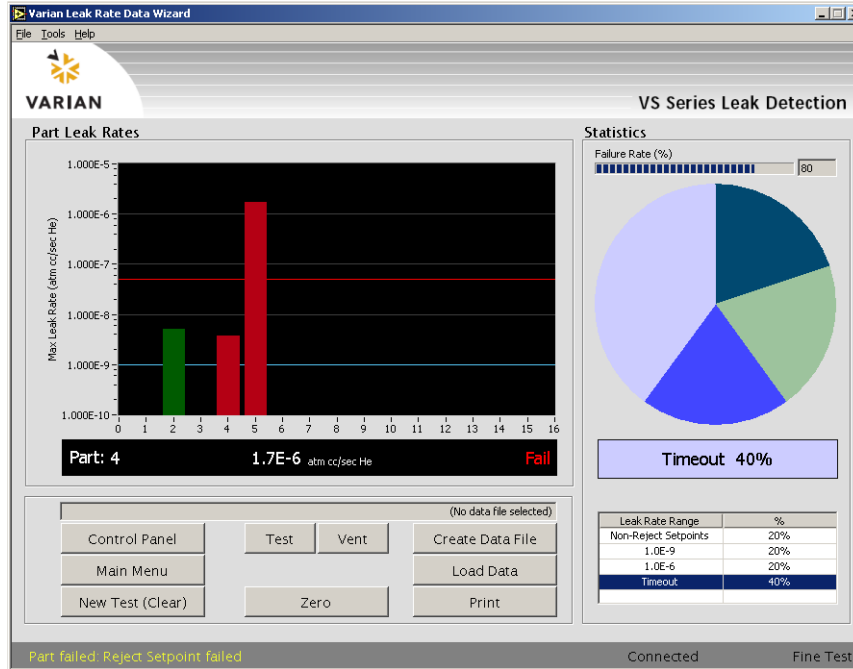 Varian Leak Rate Data Wizard
File Tools Help
VARIAN
VS Series Leak Detection
Part Leak Rates
Max Leak Rate (atm cc/sec He)
1.000E-5
1.000E-6
1.000E-7
1.000E-8
1.000E-9
1.000E-10
0 1 2 3 4 5 6 7 8 9 10 11 12 13 14 15 16
Part: 4 1.7E-6 atm cc/sec He Fail
(No data file selected)
Control Panel Test Vent Create Data File
Main Menu Load Data
New Test (Clear) Zero Print
Statistics
Failure Rate (%)
80
Timeout 40%
Leak Rate Range %
Non-Reject Setpoints 20%
1.0E-9 20%
1.0E-6 20%
Timeout 40%
Part failed: Reject Setpoint failed Connected Fine Test